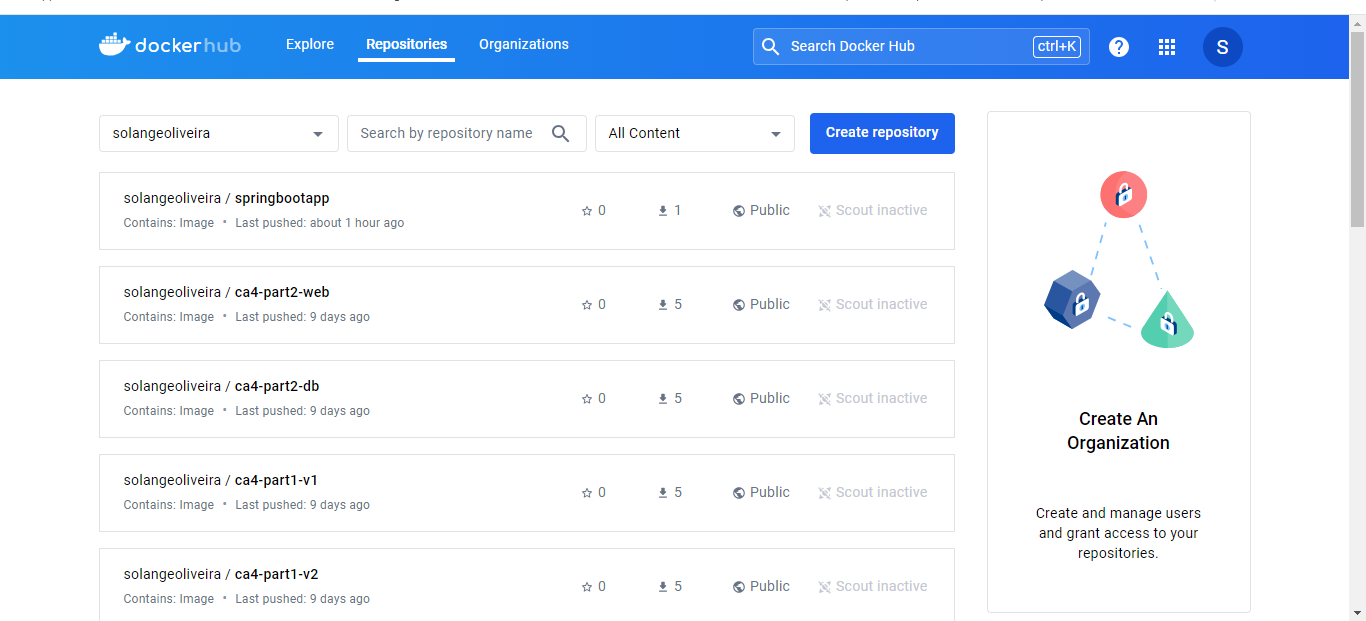 dockerhub
Explore
Repositories
Organizations
Search Docker Hub
ctrl+K
?
S
solangeoliveira
Search by repository name
All Content
Create repository
solangeoliveira / springbootapp
Contains: Image • Last pushed: about 1 hour ago
0
1
Public
Scout inactive
solangeoliveira / ca4-part2-web
Contains: Image • Last pushed: 9 days ago
0
5
Public
Scout inactive
solangeoliveira / ca4-part2-db
Contains: Image • Last pushed: 9 days ago
0
5
Public
Scout inactive
solangeoliveira / ca4-part1-v1
Contains: Image • Last pushed: 9 days ago
0
5
Public
Scout inactive
solangeoliveira / ca4-part1-v2
Contains: Image • Last pushed: 9 days ago
0
5
Public
Scout inactive
Create An
Organization
Create and manage users
and grant access to your
repositories.